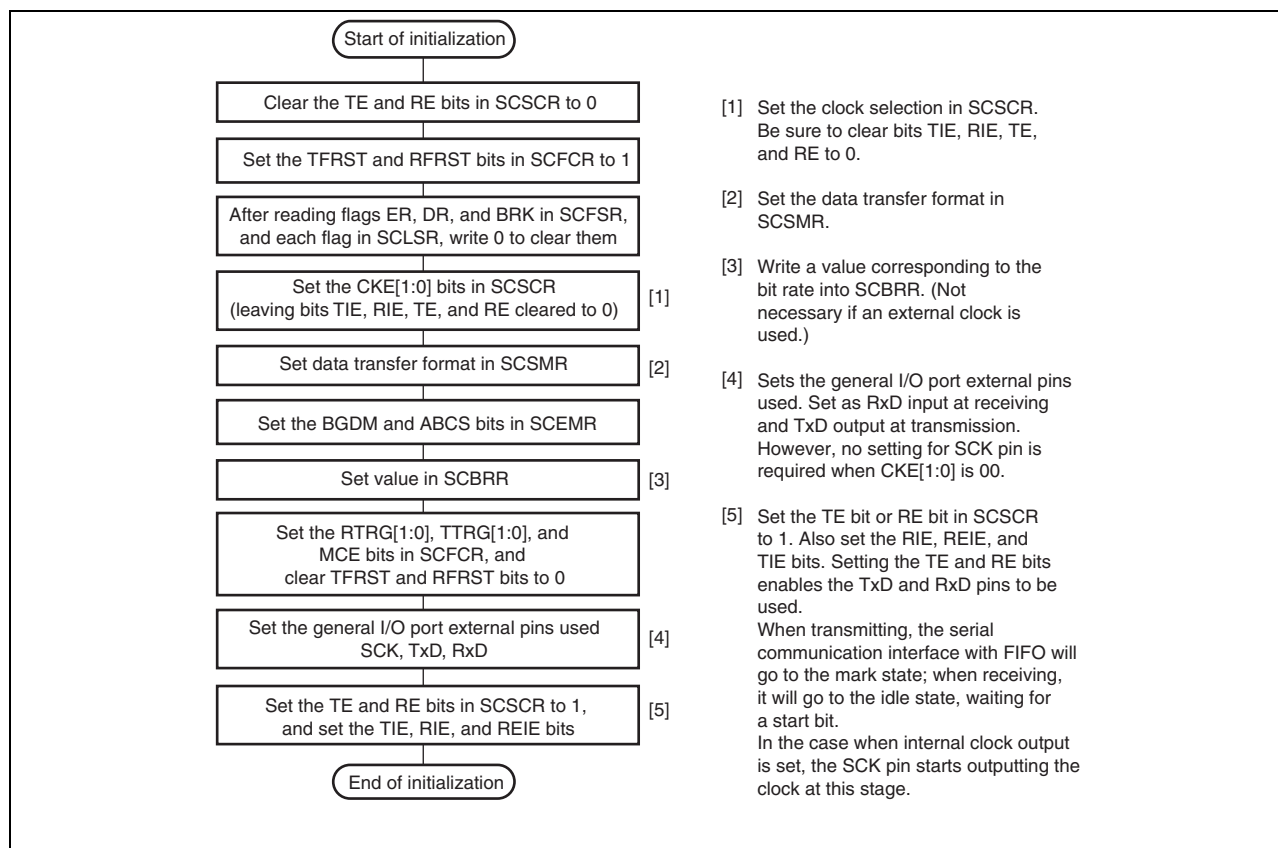 Start of initialization
Clear the TE and RE bits in SCSCR to 0
Set the TFRST and RFRST bits in SCFCR to 1
After reading flags ER, DR, and BRK in SCFSR,
and each flag in SCLSR, write 0 to clear them
Set the CKE[1:0] bits in SCSCR
(leaving bits TIE, RIE, TE, and RE cleared to 0)
[1]
Set data transfer format in SCSMR
[2]
Set the BGDM and ABCS bits in SCEMR
Set value in SCBRR
[3]
Set the RTRG[1:0], TTRG[1:0], and
MCE bits in SCFCR, and
clear TFRST and RFRST bits to 0
Set the general I/O port external pins used
SCK, TxD, RxD
[4]
Set the TE and RE bits in SCSCR to 1,
and set the TIE, RIE, and REIE bits
[5]
End of initialization
[1] Set the clock selection in SCSCR.
Be sure to clear bits TIE, RIE, TE,
and RE to 0.
[2] Set the data transfer format in
SCSMR.
[3] Write a value corresponding to the
bit rate into SCBRR. (Not
necessary if an external clock is
used.)
[4] Sets the general I/O port external pins
used. Set as RxD input at receiving
and TxD output at transmission.
However, no setting for SCK pin is
required when CKE[1:0] is 00.
[5] Set the TE bit or RE bit in SCSCR
to 1. Also set the RIE, REIE, and
TIE bits. Setting the TE and RE bits
enables the TxD and RxD pins to be
used.
When transmitting, the serial
communication interface with FIFO will
go to the mark state; when receiving,
it will go to the idle state, waiting for
a start bit.
In the case when internal clock output
is set, the SCK pin starts outputting the
clock at this stage.